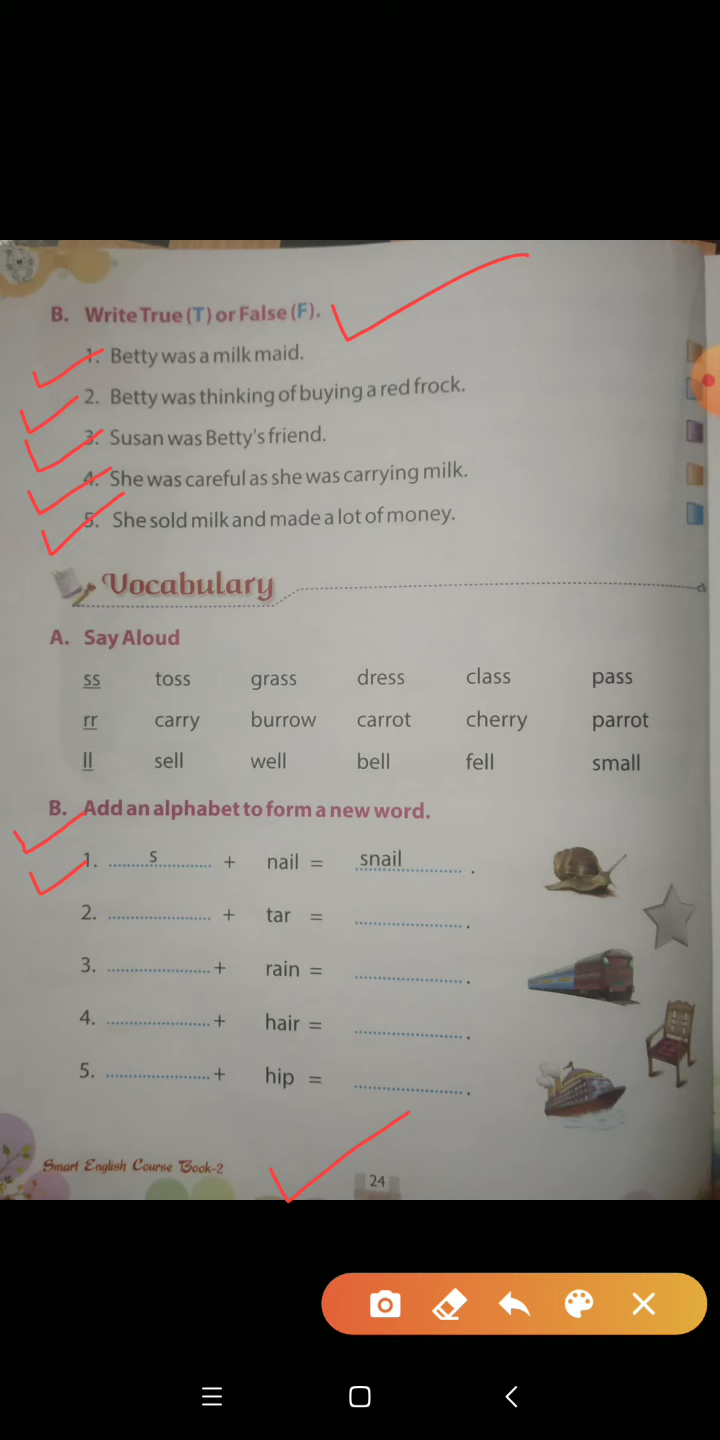 B. Write True (T) or False (F).
1. Betty was a milk maid.
2. Betty was thinking of buying a red frock.
3. Susan was Betty's friend.
4. She was careful as she was carrying milk.
5. She sold milk and made a lot of money.
Vocabulary
A. Say Aloud
ss toss grass dress class pass
rr carry burrow carrot cherry parrot
ll sell well bell fell small
B. Add an alphabet to form a new word.
1. ......s...... + nail = snail .
2. ............ + tar = ............ .
3. ............ + rain = ............ .
4. ............ + hair = ............ .
5. ............ + hip = ............ .
Smart English Course Book-2
24